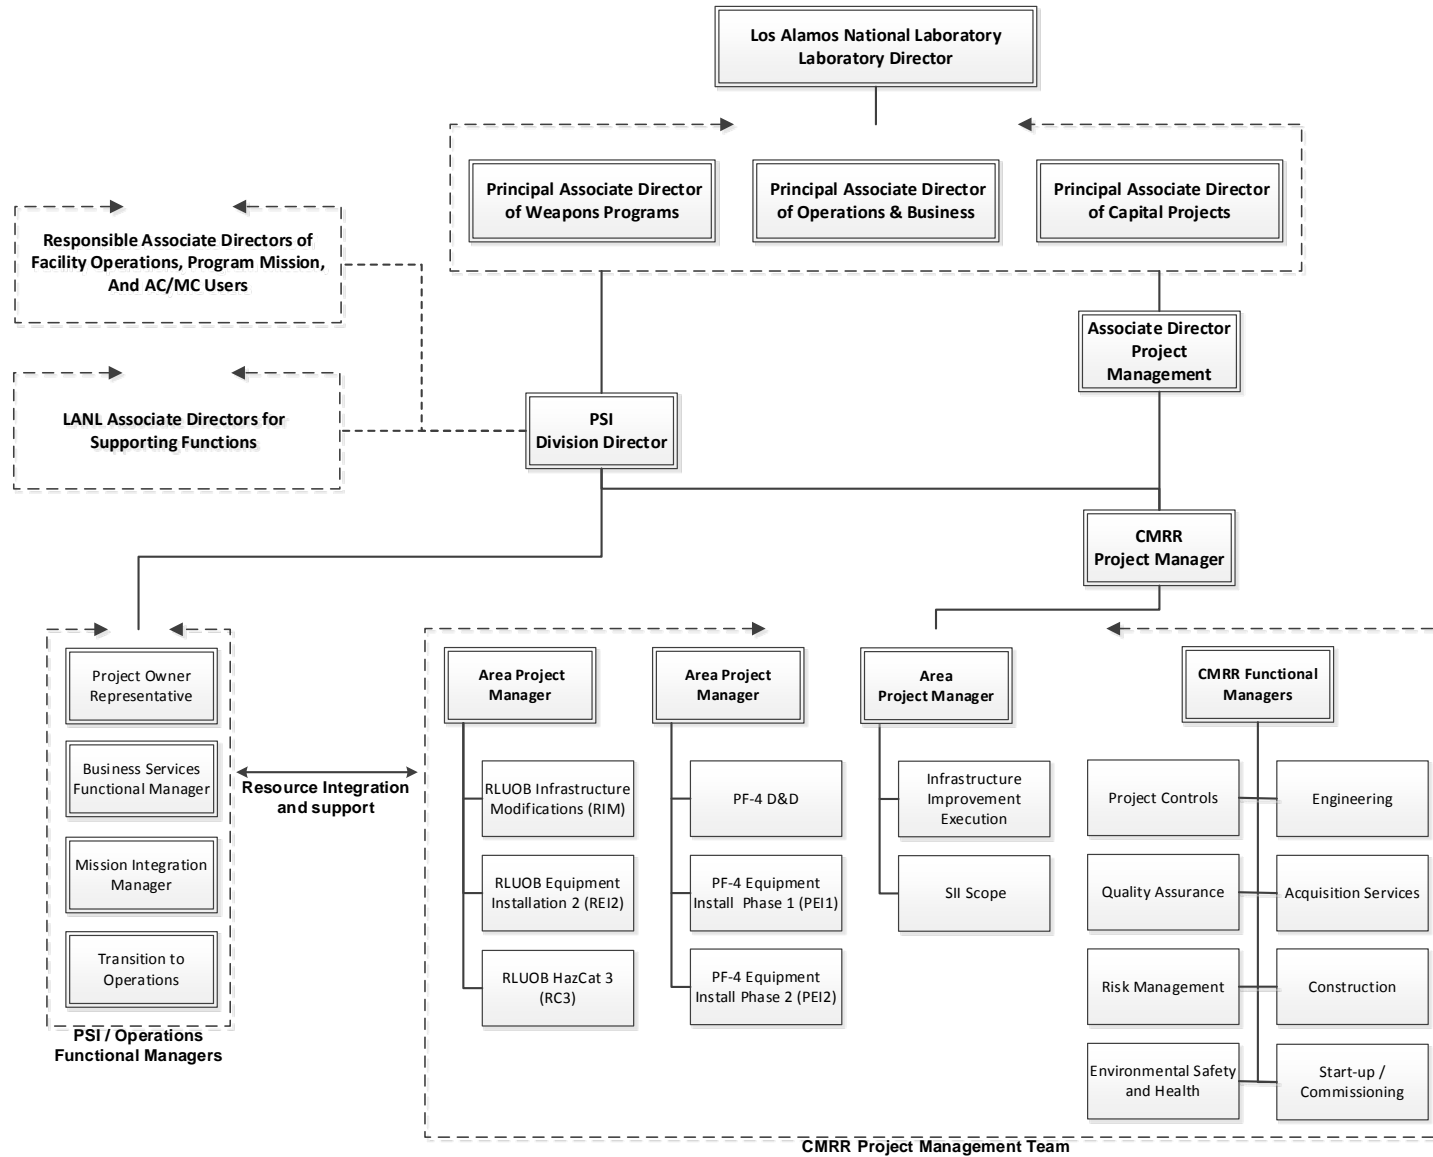 Los Alamos National Laboratory
Laboratory Director
Principal Associate Director
of Weapons Programs
Principal Associate Director
of Operations & Business
Principal Associate Director
of Capital Projects
Responsible Associate Directors of
Facility Operations, Program Mission,
And AC/MC Users
LANL Associate Directors for
Supporting Functions
Associate Director
Project
Management
PSI
Division Director
CMRR
Project Manager
Project Owner
Representative
Business Services
Functional Manager
Mission Integration
Manager
Transition to
Operations
PSI / Operations
Functional Managers
Resource Integration
and support
Area Project
Manager
RLUOB Infrastructure
Modifications (RIM)
RLUOB Equipment
Installation 2 (REI2)
RLUOB HazCat 3
(RC3)
Area Project
Manager
PF-4 D&D
PF-4 Equipment
Install Phase 1 (PEI1)
PF-4 Equipment
Install Phase 2 (PEI2)
Area
Project Manager
Infrastructure
Improvement
Execution
SII Scope
CMRR Functional
Managers
Project Controls
Engineering
Quality Assurance
Acquisition Services
Risk Management
Construction
Environmental Safety
and Health
Start-up /
Commissioning
CMRR Project Management Team